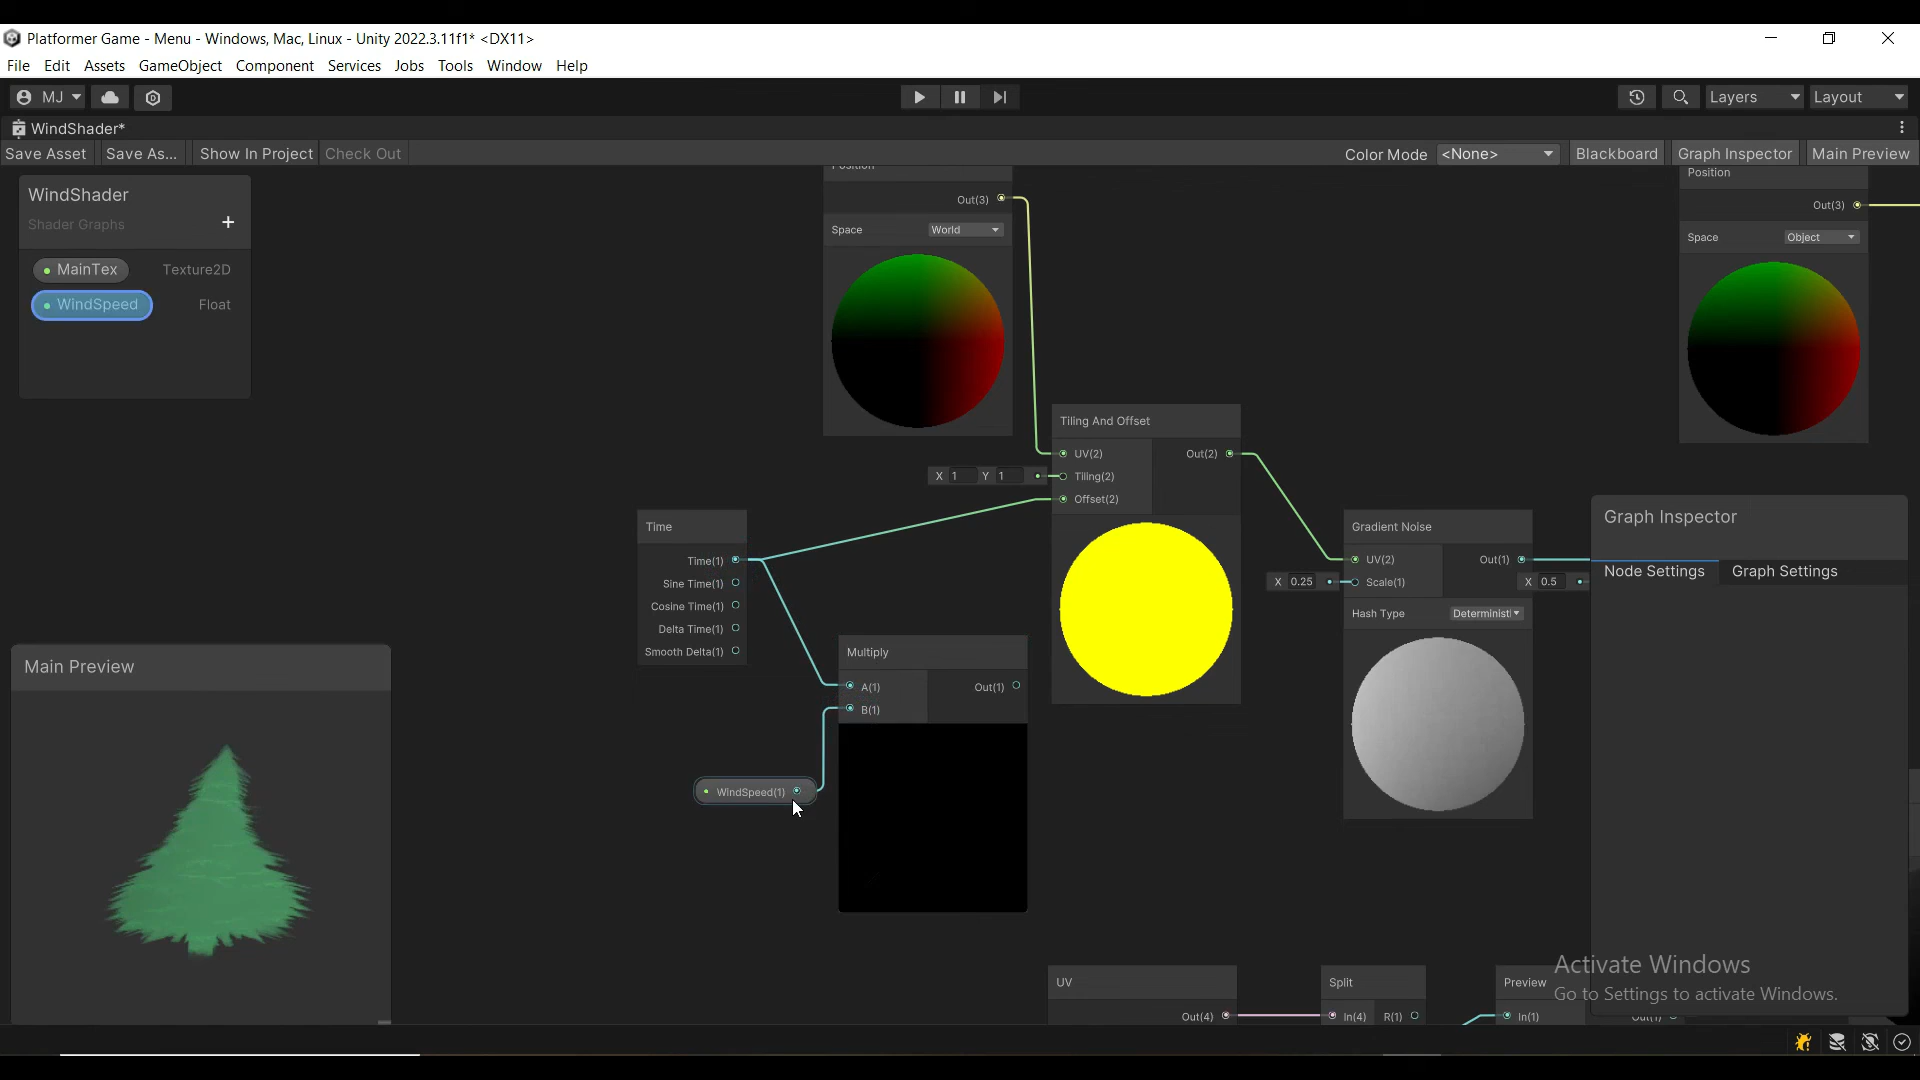 Platformer Game - Menu - Windows, Mac, Linux - Unity 2022.3.11f1* <DX11>
File Edit Assets GameObject Component Services Jobs Tools Window Help
MJ Layers Layout
WindShader*
Save Asset Save As... Show In Project Check Out Color Mode <None> Blackboard Graph Inspector Main Preview
WindShader
Shader Graphs
+
MainTex Texture2D
WindSpeed Float
Position
Out(3)
Space World
Position
Out(3)
Space Object
Tiling And Offset
UV(2) Out(2)
X 1 Y 1 Tiling(2)
Offset(2)
Time
Time(1)
Sine Time(1)
Cosine Time(1)
Delta Time(1)
Smooth Delta(1)
Gradient Noise
UV(2) Out(1)
X 0.25 Scale(1) X 0.5
Hash Type Deterministi
Graph Inspector
Node Settings Graph Settings
Multiply
A(1) Out(1)
B(1)
WindSpeed(1)
Main Preview
UV
Out(4)
Split
In(4) R(1)
Preview
In(1) Out(1)
Activate Windows
Go to Settings to activate Windows.